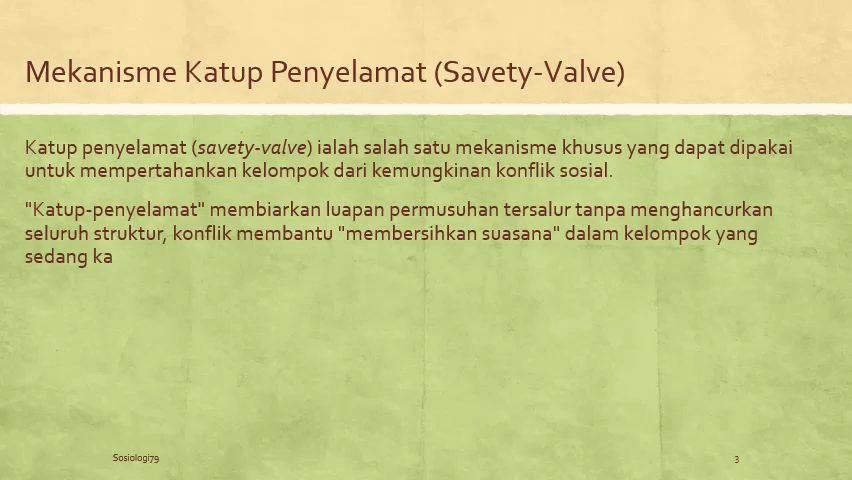 Mekanisme Katup Penyelamat (Savety-Valve)
Katup penyelamat (savety-valve) ialah salah satu mekanisme khusus yang dapat dipakai
untuk mempertahankan kelompok dari kemungkinan konflik sosial.
"Katup-penyelamat" membiarkan luapan permusuhan tersalur tanpa menghancurkan
seluruh struktur, konflik membantu "membersihkan suasana" dalam kelompok yang
sedang ka
Sosiologi79
3